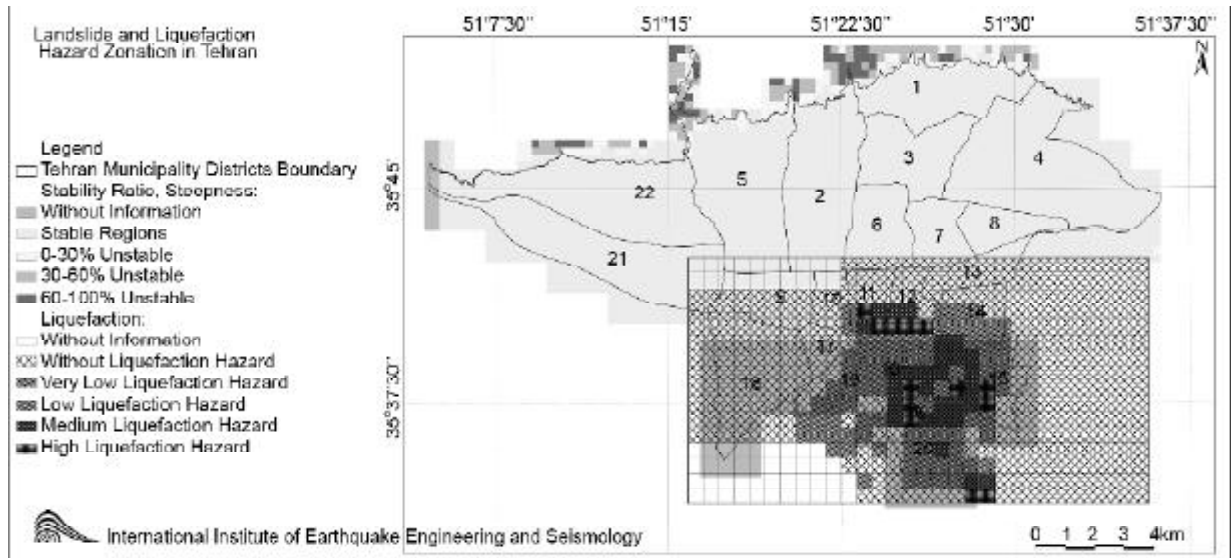 Landslide and Liquefaction
Hazard Zonation in Tehran
51°7'30" 51°15' 51°22'30" 51°30' 51°37'30"
N
Legend
Tehran Municipality Districts Boundary
Stability Ratio, Steepness:
Without Information
Stable Regions
0-30% Unstable
30-60% Unstable
60-100% Unstable
Liquefaction:
Without Information
Without Liquefaction Hazard
Very Low Liquefaction Hazard
Low Liquefaction Hazard
Medium Liquefaction Hazard
High Liquefaction Hazard
35°45'
35°37'30"
1
3
4
5
2
22
6
7
8
21
13
9
10
11
12
14
17
18
19
15
20
International Institute of Earthquake Engineering and Seismology
0 1 2 3 4km